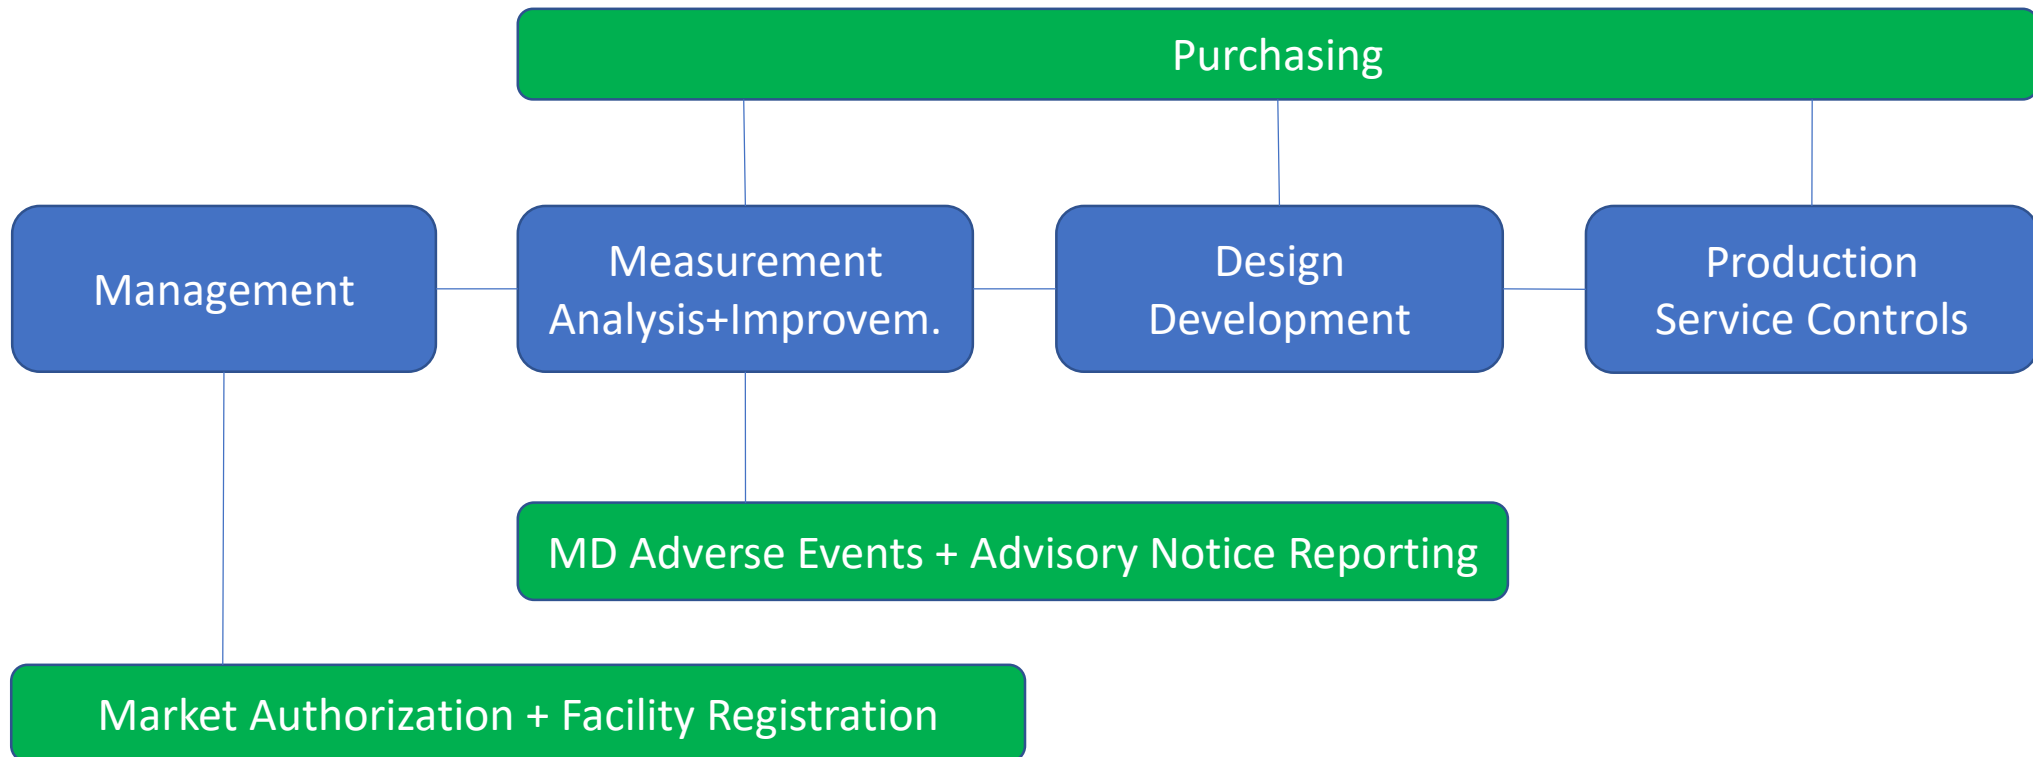 Purchasing
Management
Measurement
Analysis+Improvem.
Design
Development
Production
Service Controls
MD Adverse Events + Advisory Notice Reporting
Market Authorization + Facility Registration